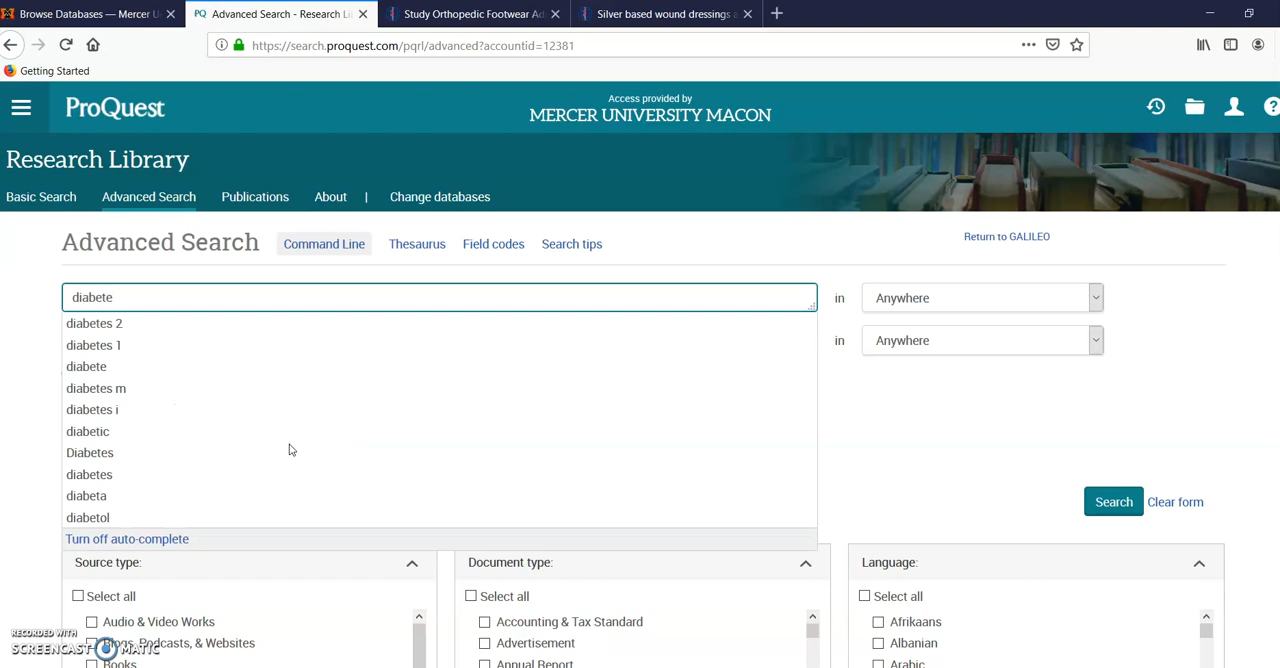 Browse Databases — Mercer U
PQ Advanced Search - Research Li
Study Orthopedic Footwear Ad
Silver based wound dressings a
https://search.proquest.com/pqrl/advanced?accountid=12381
Getting Started
ProQuest
Access provided by
MERCER UNIVERSITY MACON
Research Library
Basic Search Advanced Search Publications About | Change databases
Advanced Search Command Line Thesaurus Field codes Search tips Return to GALILEO
diabete in Anywhere
diabetes 2
in Anywhere
diabetes 1
diabete
diabetes m
diabetes i
diabetic
Diabetes
diabetes
diabeta
diabetol
Search Clear form
Turn off auto-complete
Source type: Document type: Language:
Select all Select all Select all
Audio & Video Works Accounting & Tax Standard Afrikaans
Blogs, Podcasts, & Websites Advertisement Albanian
Books Annual Report Arabic
RECORDED WITH
SCREENCAST MATIC